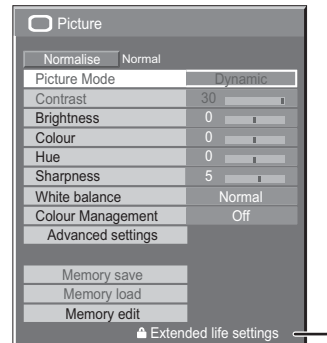 Picture
Normalise Normal
Picture Mode Dynamic
Contrast 30
Brightness 0
Colour 0
Hue 0
Sharpness 5
White balance Normal
Colour Management Off
Advanced settings
Memory save
Memory load
Memory edit
Extended life settings